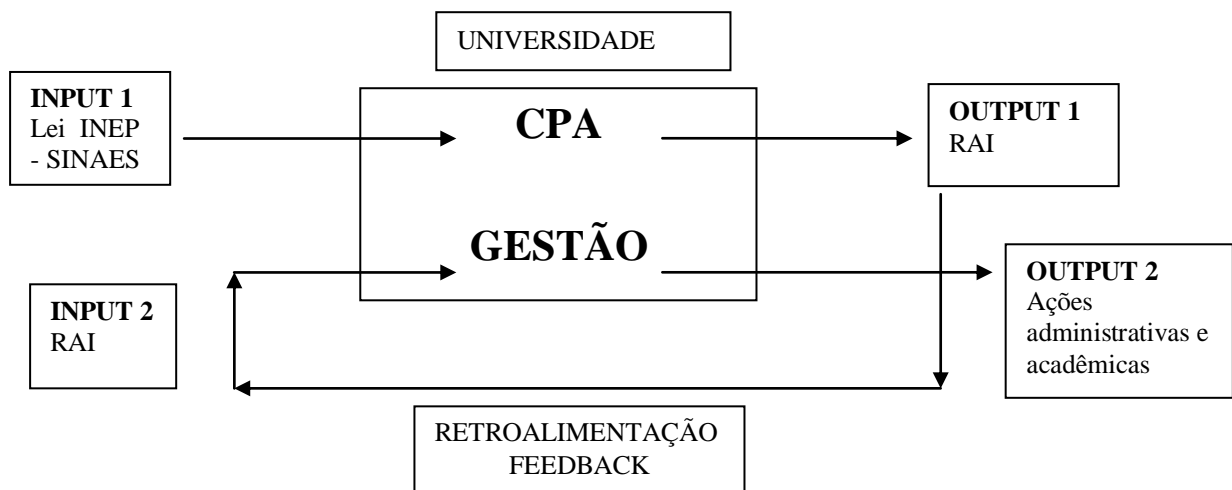 UNIVERSIDADE
INPUT 1
Lei INEP
- SINAES
CPA
OUTPUT 1
RAI
GESTÃO
INPUT 2
RAI
OUTPUT 2
Ações
administrativas e
acadêmicas
RETROALIMENTAÇÃO
FEEDBACK